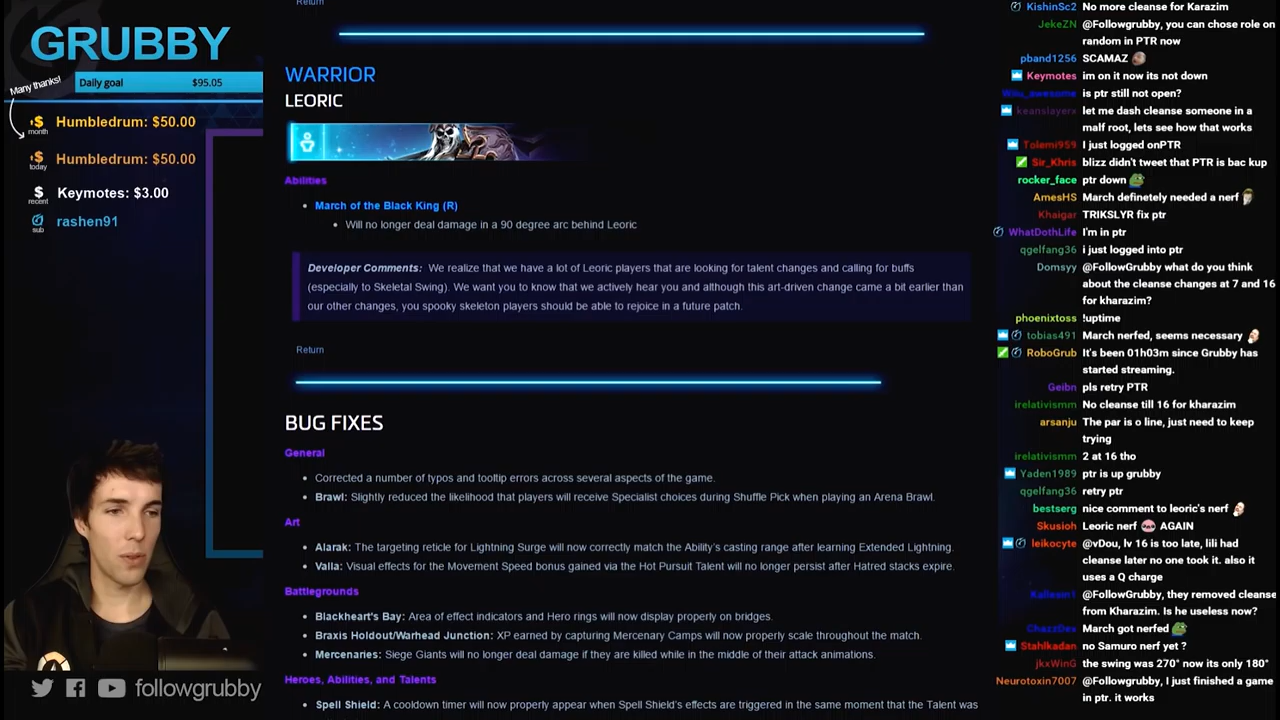 Return
GRUBBY
Many thanks!
Daily goal $95.05
$
month
Humbledrum: $50.00
$
today
Humbledrum: $50.00
$
recent
Keymotes: $3.00
sub
rashen91
followgrubby
WARRIOR
LEORIC
Abilities
March of the Black King (R)
Will no longer deal damage in a 90 degree arc behind Leoric
Developer Comments: We realize that we have a lot of Leoric players that are looking for talent changes and calling for buffs
(especially to Skeletal Swing). We want you to know that we actively hear you and although this art-driven change came a bit earlier than
our other changes, you spooky skeleton players should be able to rejoice in a future patch.
Return
BUG FIXES
General
Corrected a number of typos and tooltip errors across several aspects of the game.
Brawl: Slightly reduced the likelihood that players will receive Specialist choices during Shuffle Pick when playing an Arena Brawl.
Art
Alarak: The targeting reticle for Lightning Surge will now correctly match the Ability's casting range after learning Extended Lightning.
Valla: Visual effects for the Movement Speed bonus gained via the Hot Pursuit Talent will no longer persist after Hatred stacks expire.
Battlegrounds
Blackheart's Bay: Area of effect indicators and Hero rings will now display properly on bridges.
Braxis Holdout/Warhead Junction: XP earned by capturing Mercenary Camps will now properly scale throughout the match.
Mercenaries: Siege Giants will no longer deal damage if they are killed while in the middle of their attack animations.
Heroes, Abilities, and Talents
Spell Shield: A cooldown timer will now properly appear when Spell Shield's effects are triggered in the same moment that the Talent was
KishinSc2 No more cleanse for Karazim
JekeZN @Followgrubby, you can chose role on
random in PTR now
pband1256 SCAMAZ
Keymotes im on it now its not down
is ptr still not open?
keanslayerx let me dash cleanse someone in a
malf root, lets see how that works
Tolemi959 I just logged onPTR
Sir_Khris blizz didn't tweet that PTR is bac kup
rocker_face ptr down
AmesHS March definetely needed a nerf
Khaigar TRIKSLYR fix ptr
WhatDothLife I'm in ptr
qgelfang36 i just logged into ptr
Domsyy @FollowGrubby what do you think
about the cleanse changes at 7 and 16
for kharazim?
phoenixtoss !uptime
tobias491 March nerfed, seems necessary
RoboGrub It's been 01h03m since Grubby has
started streaming.
Geibn pls retry PTR
irelativismm No cleanse till 16 for kharazim
arsanju The par is o line, just need to keep
trying
irelativismm 2 at 16 tho
Yaden1989 ptr is up grubby
qgelfang36 retry ptr
bestserg nice comment to leoric's nerf
Skusioh Leoric nerf AGAIN
leikocyte @vDou, lv 16 is too late, lili had
cleanse later no one took it. also it
uses a Q charge
@FollowGrubby, they removed cleanse
from Kharazim. Is he useless now?
ChazzDex March got nerfed
Stahlkadan no Samuro nerf yet ?
jkxWinG the swing was 270° now its only 180°
Neurotoxin7007 @Followgrubby, I just finished a game
in ptr. it works